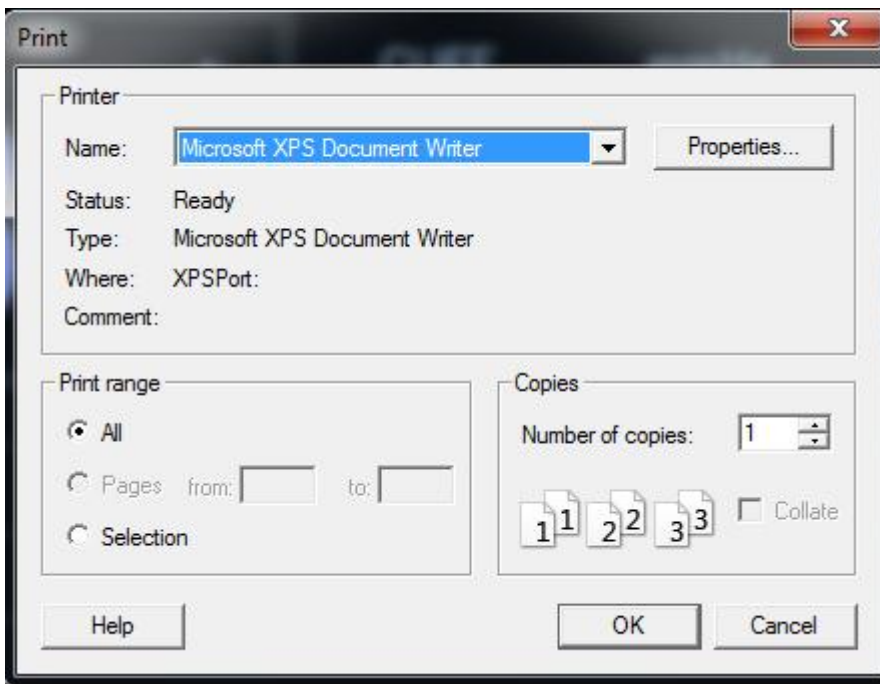 Print
Printer
Name: Microsoft XPS Document Writer Properties...
Status: Ready
Type: Microsoft XPS Document Writer
Where: XPSPort:
Comment:
Print range
All
Pages from: to:
Selection
Copies
Number of copies: 1
1 1 2 2 3 3 Collate
Help OK Cancel